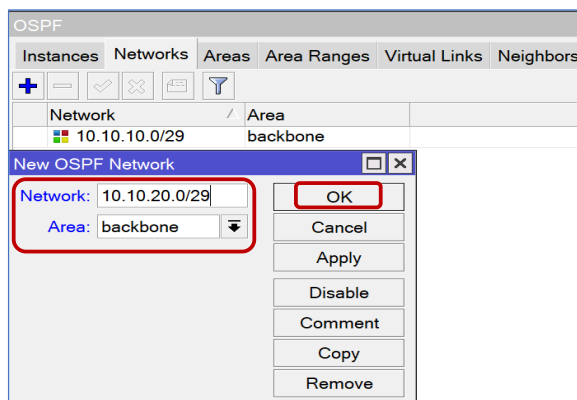 OSPF
Instances Networks Areas Area Ranges Virtual Links Neighbors
Network Area
10.10.10.0/29 backbone
New OSPF Network
Network: 10.10.20.0/29 OK
Area: backbone Cancel
Apply
Disable
Comment
Copy
Remove